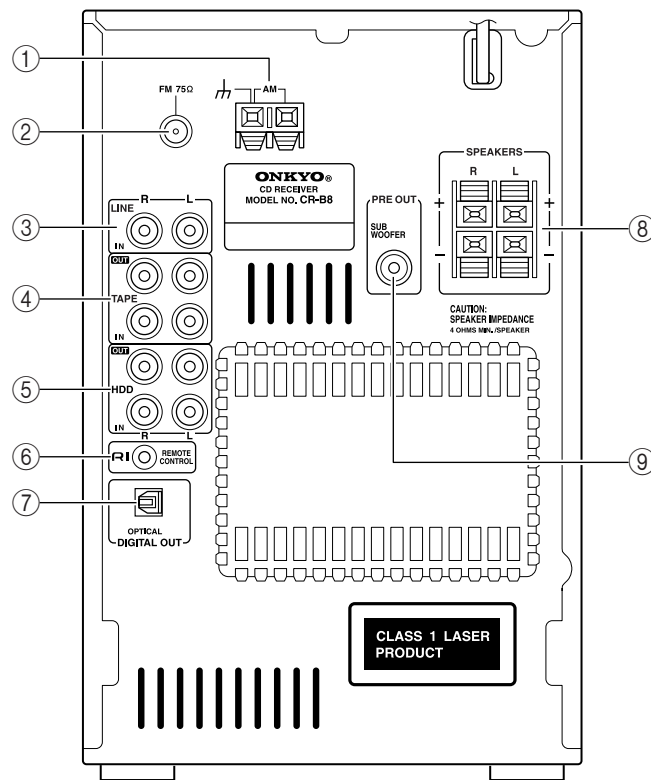 ①
FM 75Ω
AM
②
ONKYO®
CD RECEIVER
MODEL NO. CR-B8
SPEAKERS
R L
+ +
- -
⑧
CAUTION:
SPEAKER IMPEDANCE
4 OHMS MIN. /SPEAKER
PRE OUT
SUB
WOOFER
R L
LINE
③
IN
OUT
④
TAPE
IN
OUT
⑤
HDD
IN
R L
⑥
RI
REMOTE
CONTROL
⑨
⑦
OPTICAL
DIGITAL OUT
CLASS 1 LASER
PRODUCT